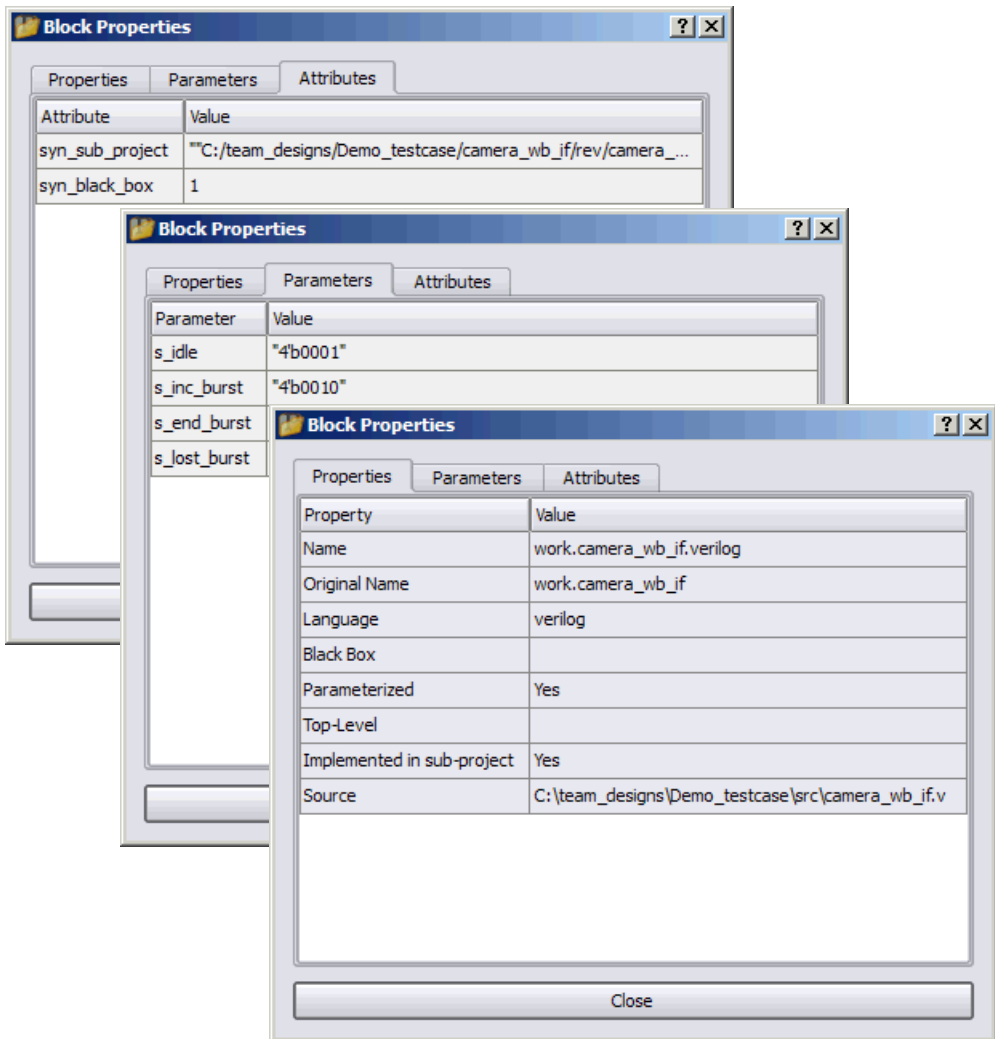 Block Properties
Properties Parameters Attributes
Attribute Value
syn_sub_project ""C:/team_designs/Demo_testcase/camera_wb_if/rev/camera_...
syn_black_box 1
Block Properties
Properties Parameters Attributes
Parameter Value
s_idle "4'b0001"
s_inc_burst "4'b0010"
s_end_burst
s_lost_burst
Block Properties
Properties Parameters Attributes
Property Value
Name work.camera_wb_if.verilog
Original Name work.camera_wb_if
Language verilog
Black Box
Parameterized Yes
Top-Level
Implemented in sub-project Yes
Source C:\team_designs\Demo_testcase\src\camera_wb_if.v
Close